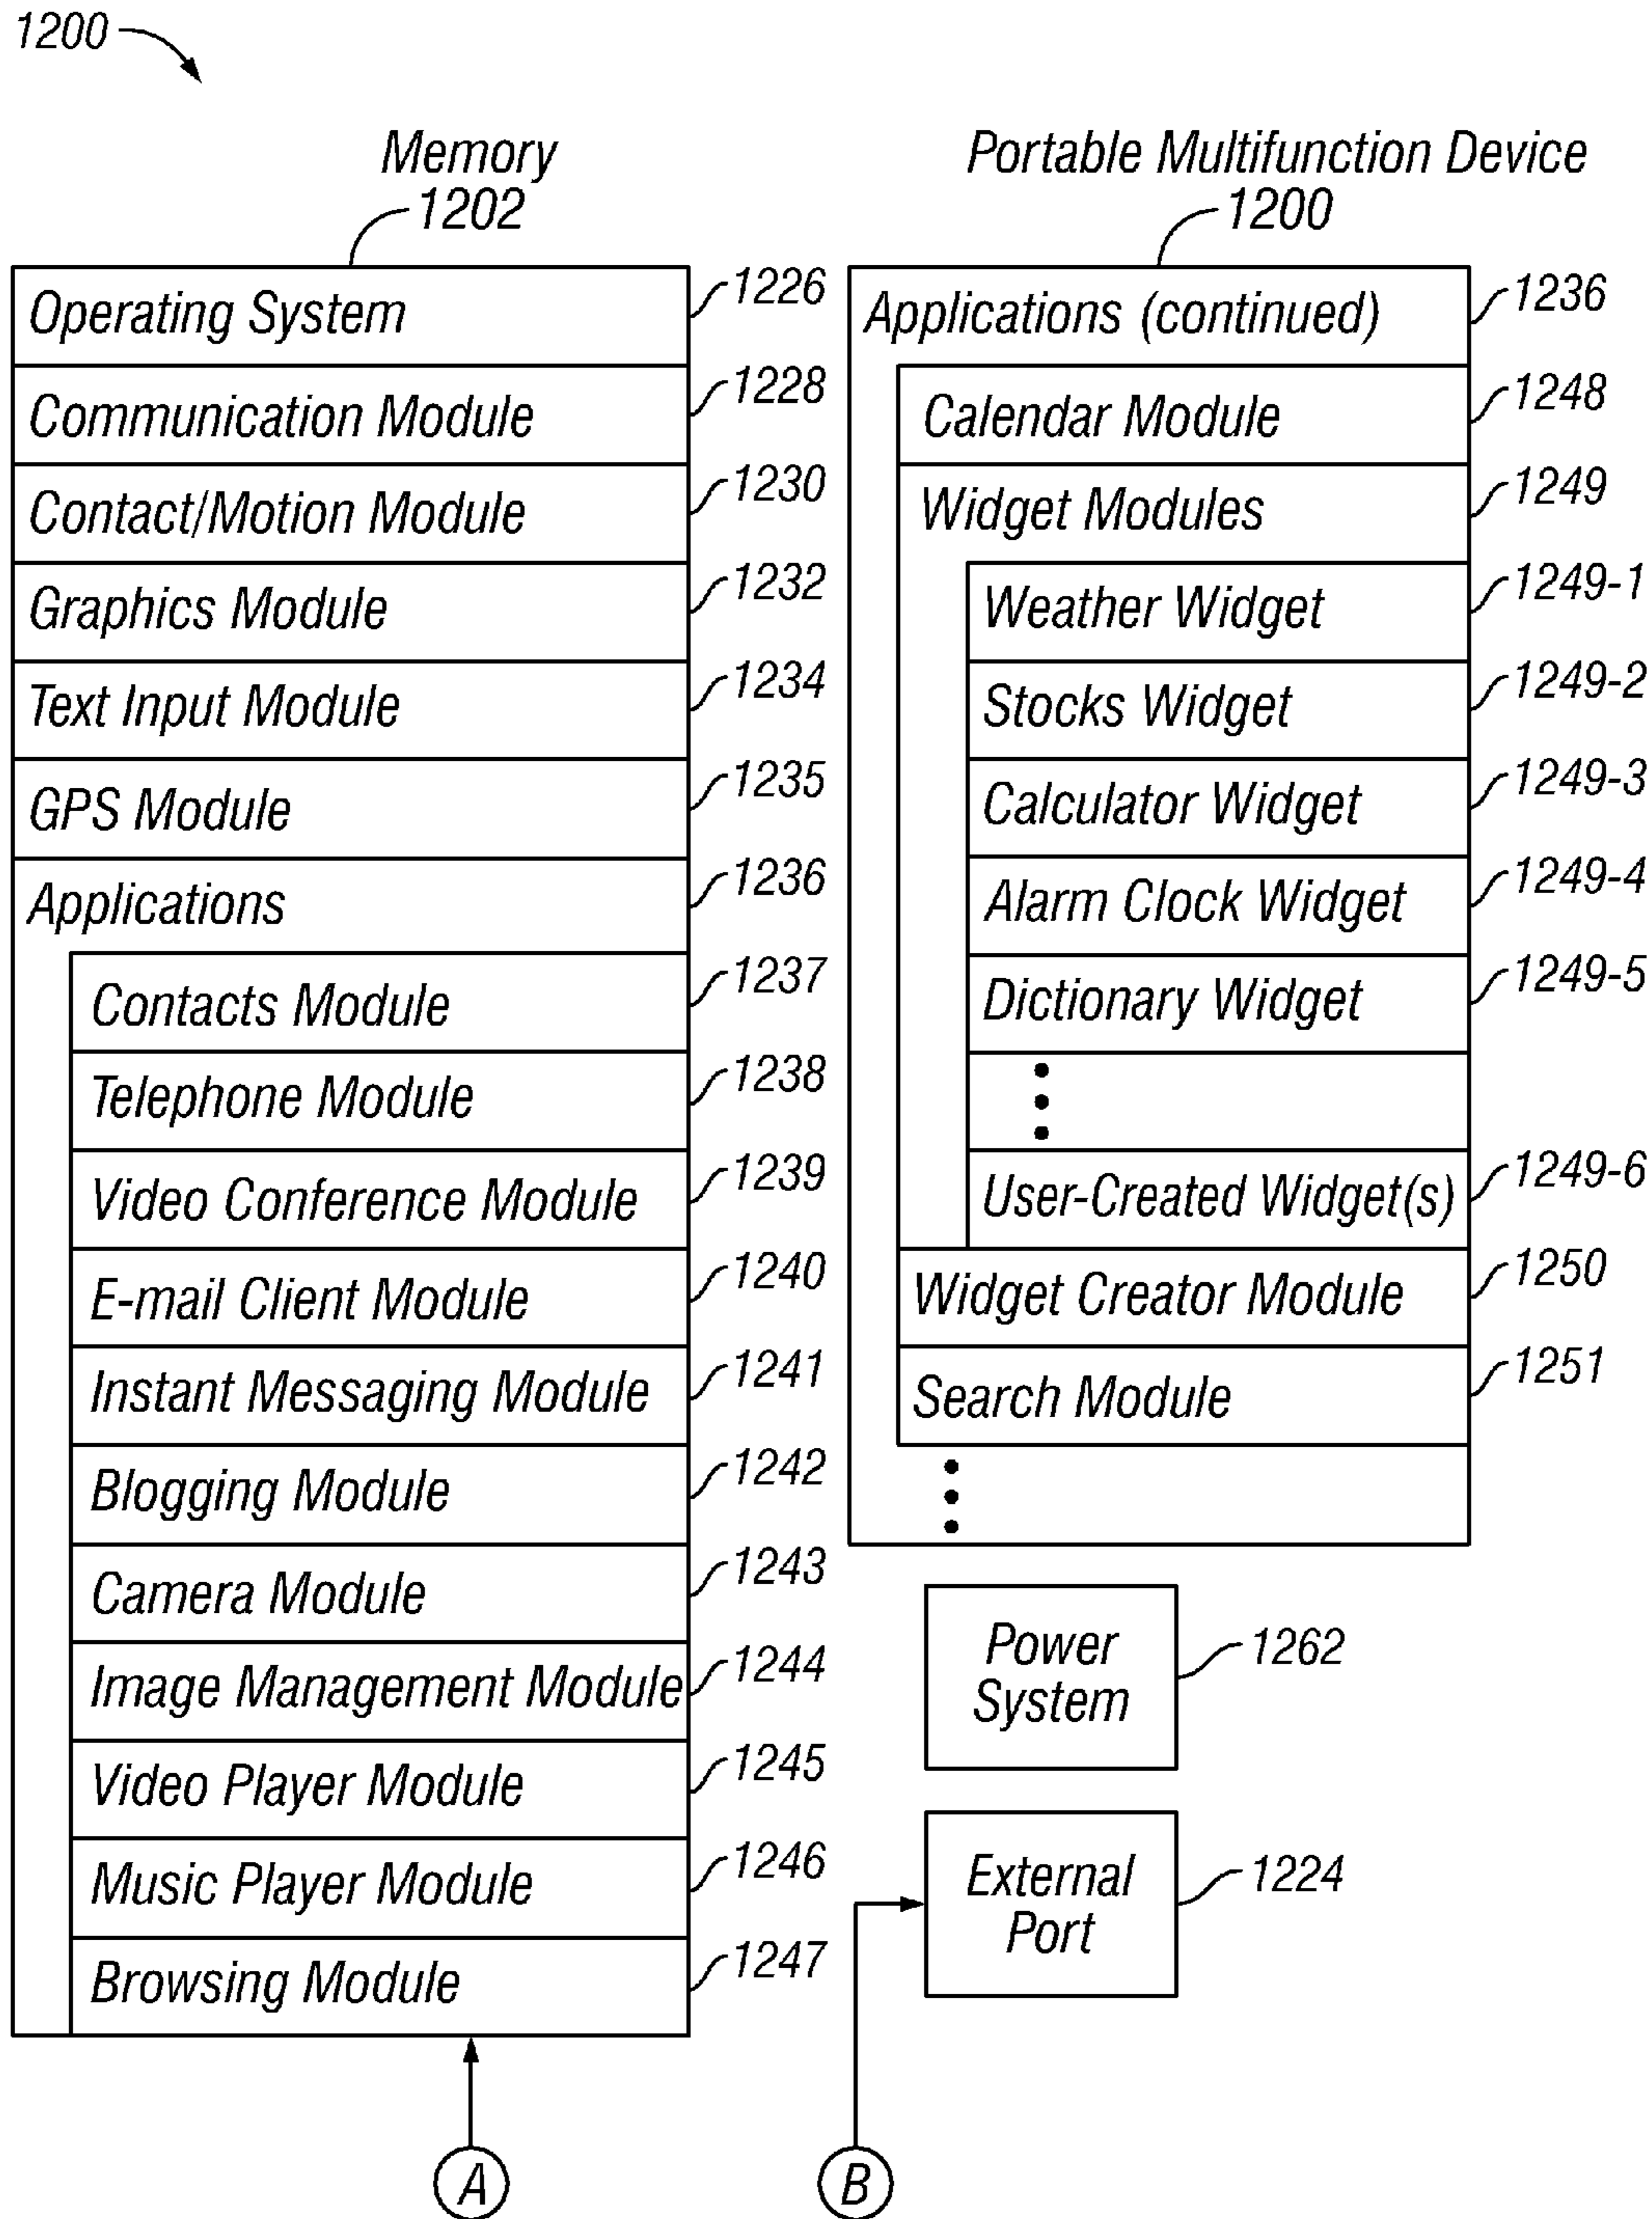 1200
Memory
1202
Operating System 1226
Communication Module 1228
Contact/Motion Module 1230
Graphics Module 1232
Text Input Module 1234
GPS Module 1235
Applications 1236
Contacts Module 1237
Telephone Module 1238
Video Conference Module 1239
E-mail Client Module 1240
Instant Messaging Module 1241
Blogging Module 1242
Camera Module 1243
Image Management Module 1244
Video Player Module 1245
Music Player Module 1246
Browsing Module 1247
A
Portable Multifunction Device
1200
Applications (continued) 1236
Calendar Module 1248
Widget Modules 1249
Weather Widget 1249-1
Stocks Widget 1249-2
Calculator Widget 1249-3
Alarm Clock Widget 1249-4
Dictionary Widget 1249-5
User-Created Widget(s) 1249-6
Widget Creator Module 1250
Search Module 1251
Power
System
1262
External
Port
1224
B